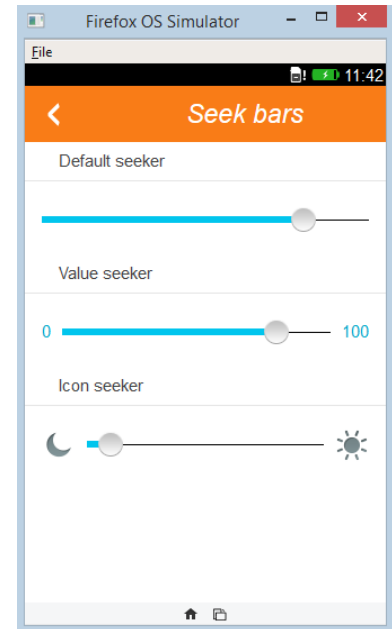 Firefox OS Simulator
File
11:42
Seek bars
Default seeker
Value seeker
0 100
Icon seeker